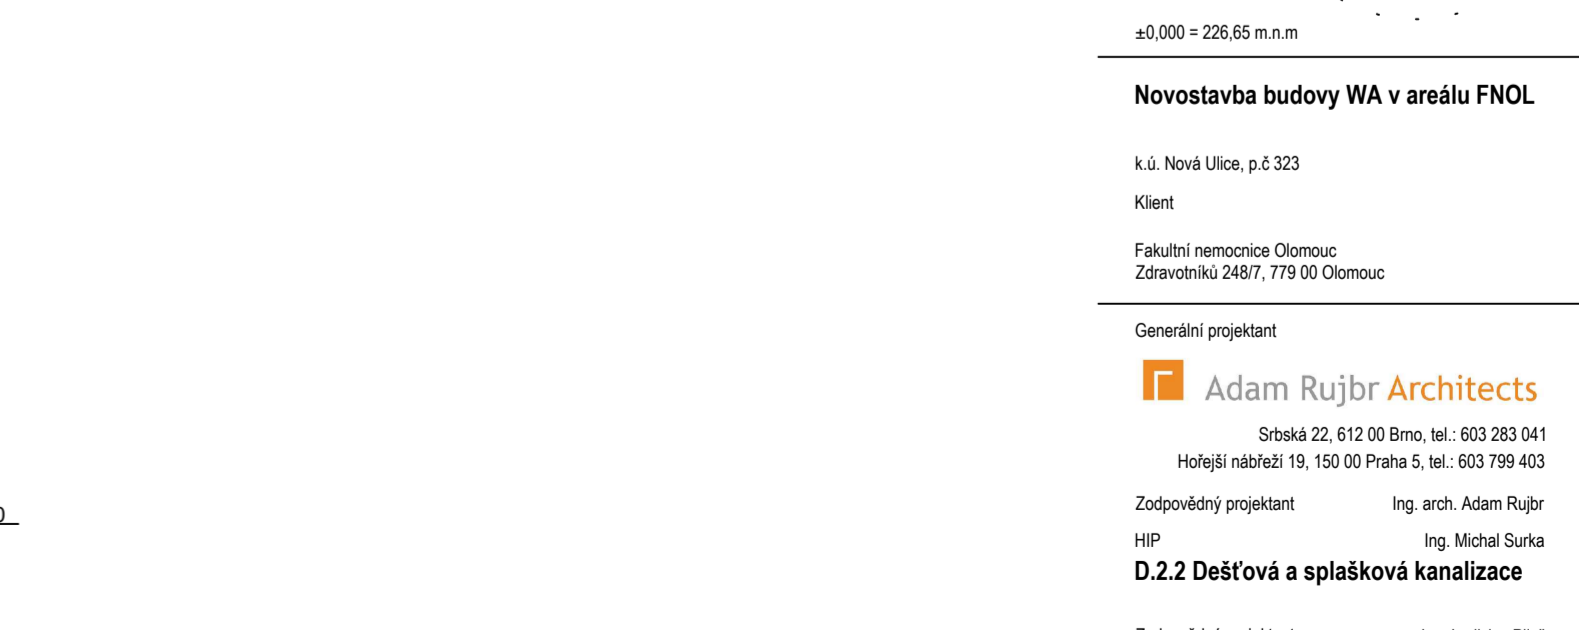 ±0,000 = 226,65 m.n.m
Novostavba budovy WA v areálu FNOL
k.ú. Nová Ulice, p.č 323
Klient
Fakultní nemocnice Olomouc
Zdravotníků 248/7, 779 00 Olomouc
Generální projektant
Adam Rujbr Architects
Srbská 22, 612 00 Brno, tel.: 603 283 041
Hořejší nábřeží 19, 150 00 Praha 5, tel.: 603 799 403
Zodpovědný projektant Ing. arch. Adam Rujbr
HIP Ing. Michal Surka
D.2.2 Dešťová a splašková kanalizace